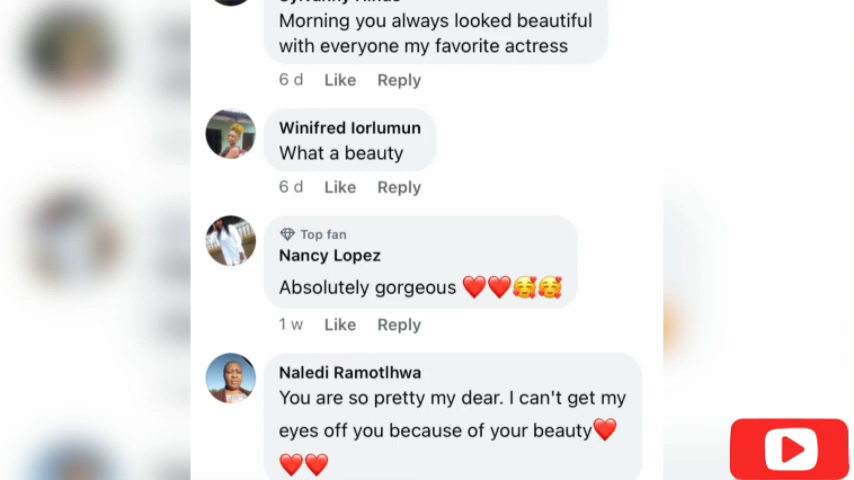 Morning you always looked beautiful
with everyone my favorite actress
6 d Like Reply
Winifred Iorlumun
What a beauty
6 d Like Reply
Top fan
Nancy Lopez
Absolutely gorgeous ❤️❤️🥰🥰
1 w Like Reply
Naledi Ramotlhwa
You are so pretty my dear. I can't get my
eyes off you because of your beauty❤️
❤️❤️